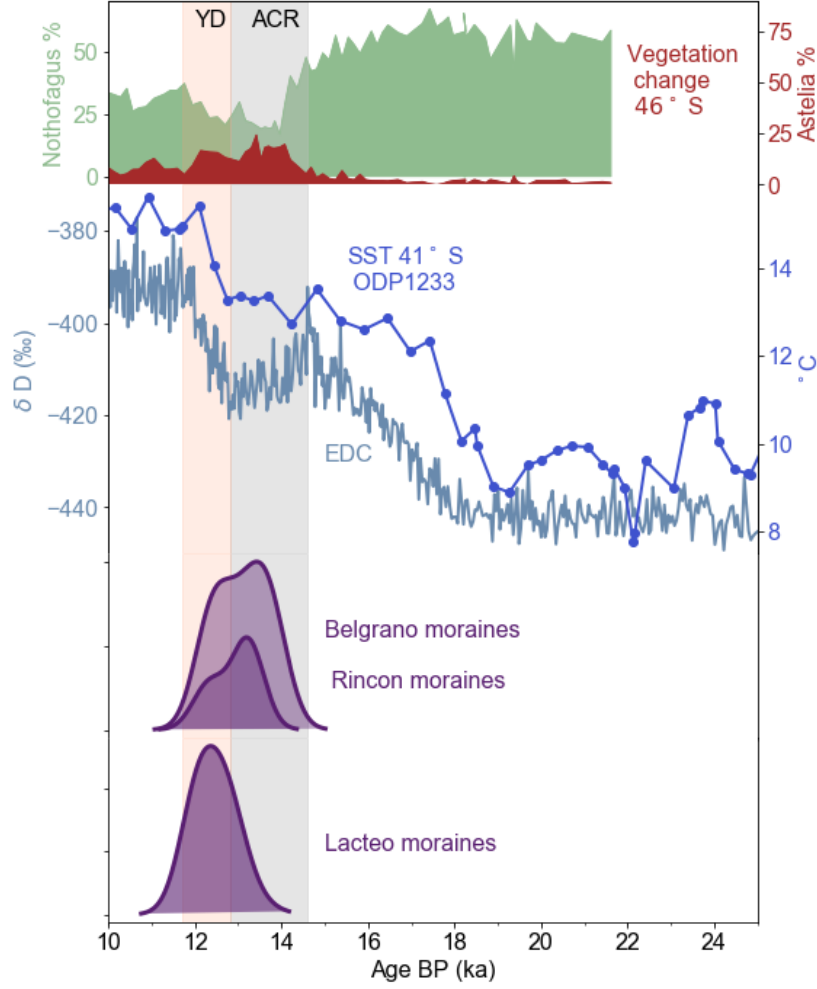 YD ACR
Nothofagus %
50
25
0
Vegetation
change
46° S
75
50
25
0
Astelia %
δ D (‰)
−380
−400
−420
−440
SST 41° S
ODP1233
EDC
14
12
10
8
°C
Belgrano moraines
Rincon moraines
Lacteo moraines
10 12 14 16 18 20 22 24
Age BP (ka)